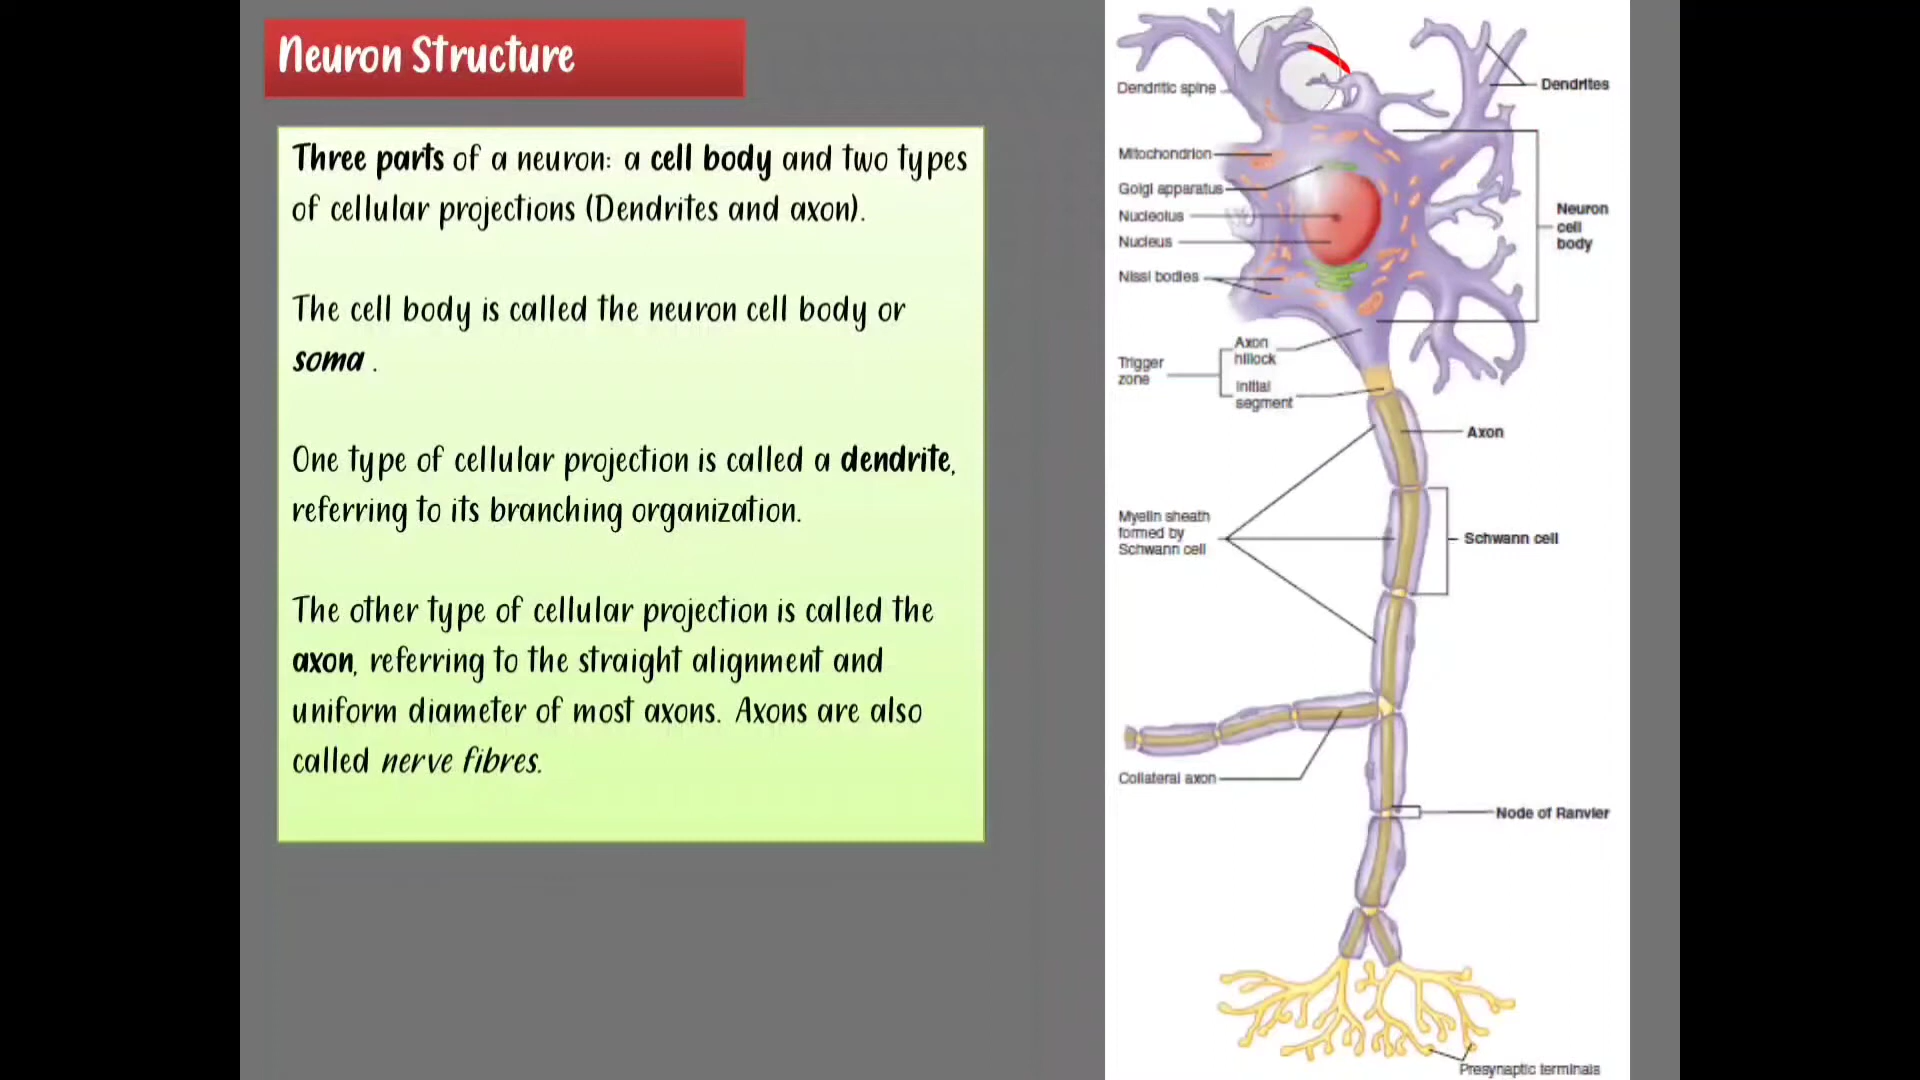 Neuron Structure
Three parts of a neuron: a cell body and two types
of cellular projections (Dendrites and axon).
The cell body is called the neuron cell body or
soma .
One type of cellular projection is called a dendrite,
referring to its branching organization.
The other type of cellular projection is called the
axon, referring to the straight alignment and
uniform diameter of most axons. Axons are also
called nerve fibres.
Dendritic spine
Dendrites
Mitochondrion
Golgi apparatus
Nucleolus
Nucleus
Nissl bodies
Neuron
cell
body
Trigger
zone
Axon
hillock
Initial
segment
Axon
Myelin sheath
formed by
Schwann cell
Schwann cell
Collateral axon
Node of Ranvier
Presynaptic terminals